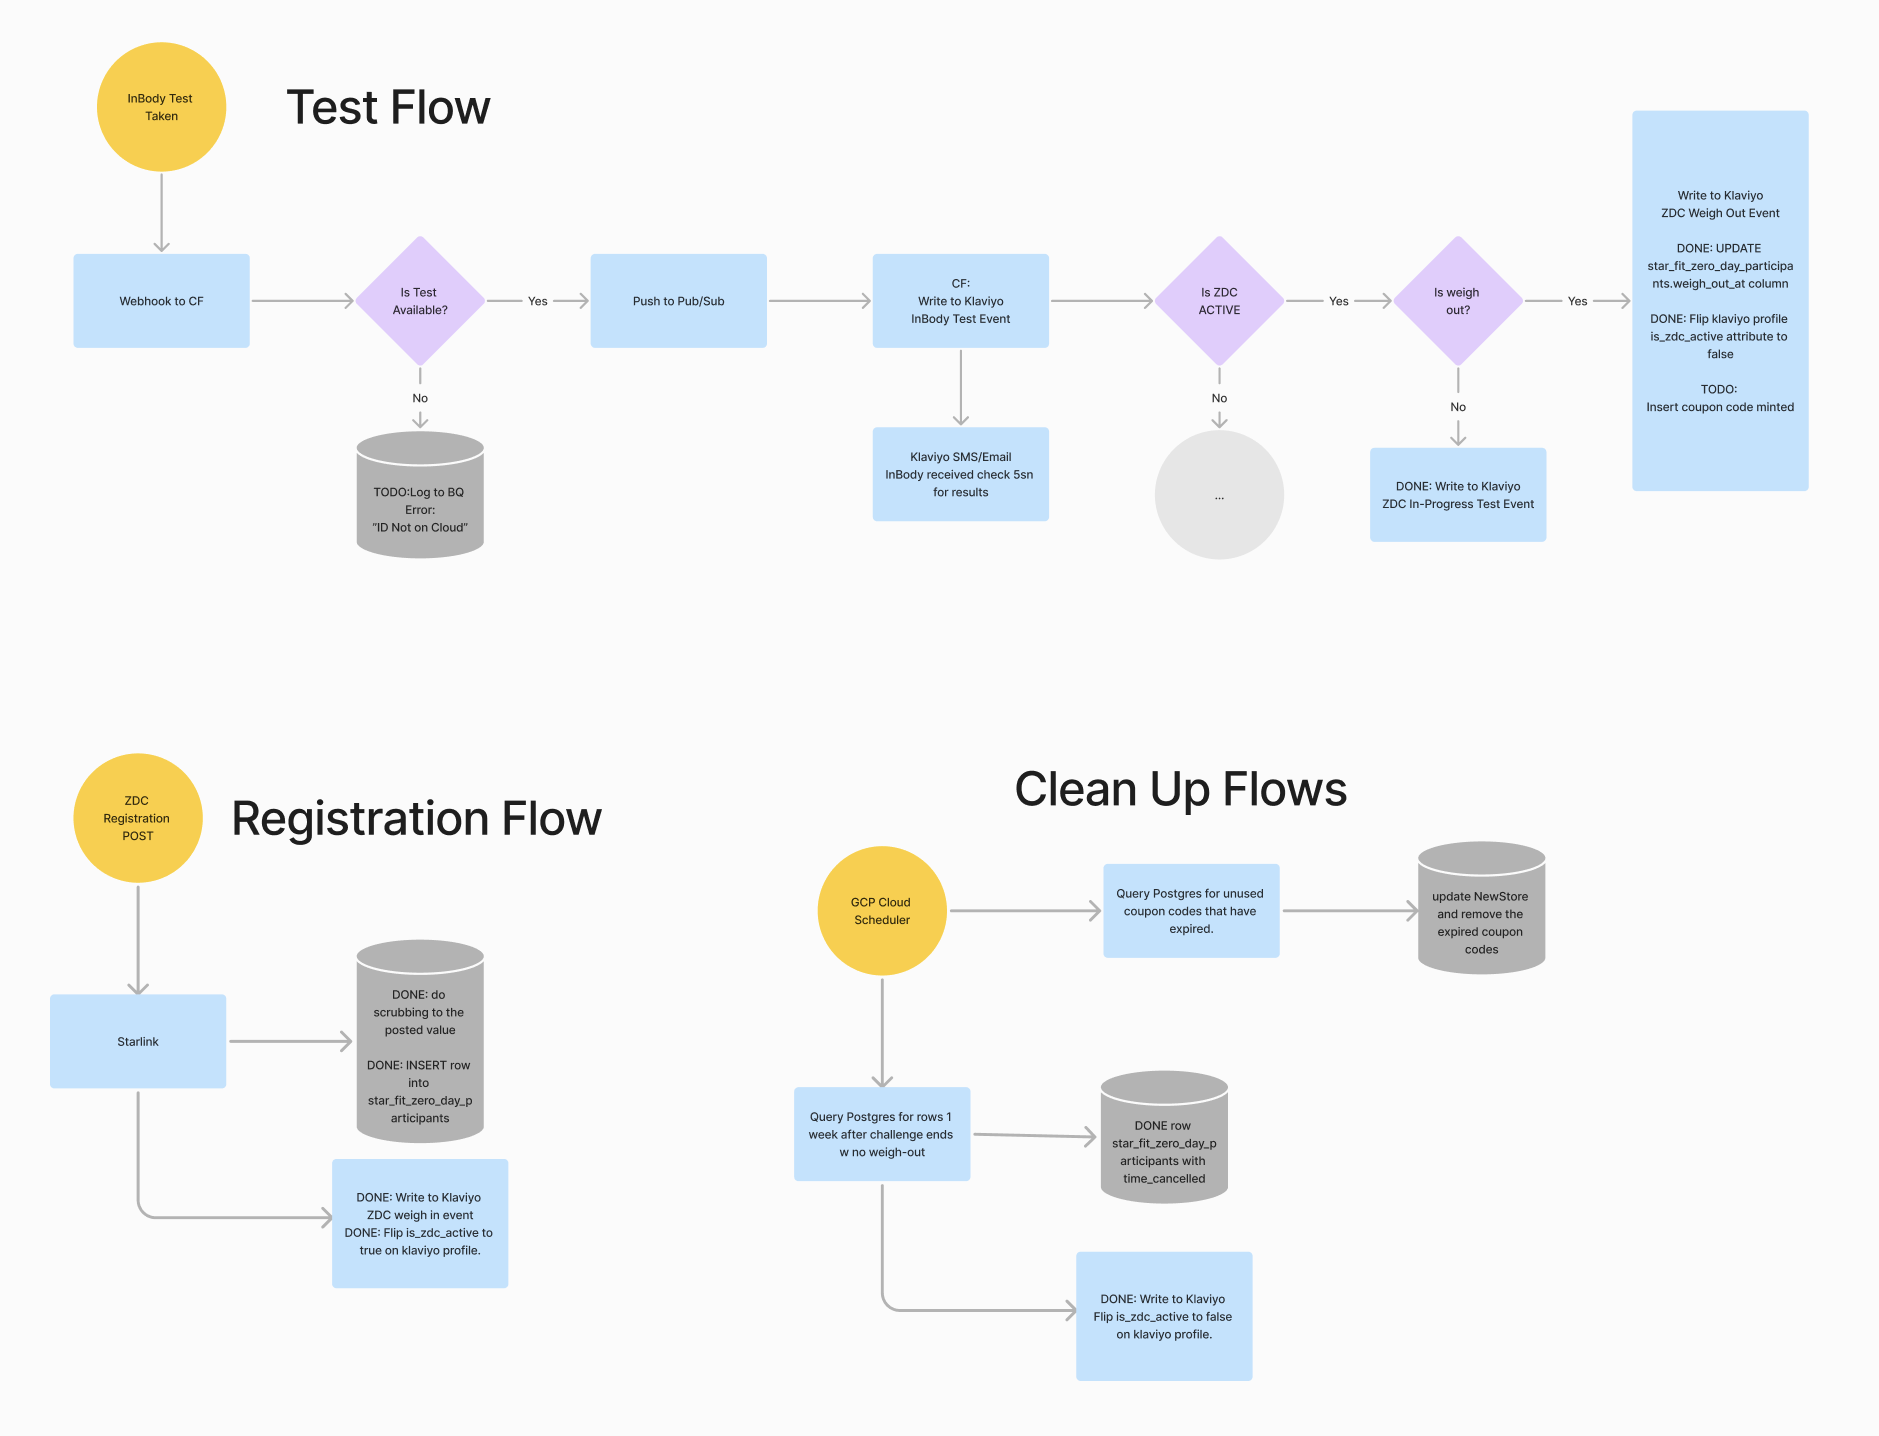 InBody Test
Taken
Test Flow
Webhook to CF
Is Test
Available?
Yes
No
TODO:Log to BQ
Error:
“ID Not on Cloud”
Push to Pub/Sub
CF:
Write to Klaviyo
InBody Test Event
Klaviyo SMS/Email
InBody received check 5sn
for results
Is ZDC
ACTIVE
Yes
No
...
Is weigh
out?
Yes
No
DONE: Write to Klaviyo
ZDC In-Progress Test Event
Write to Klaviyo
ZDC Weigh Out Event
DONE: UPDATE
star_fit_zero_day_participa
nts.weigh_out_at column
DONE: Flip klaviyo profile
is_zdc_active attribute to
false
TODO:
Insert coupon code minted
ZDC
Registration
POST
Registration Flow
Starlink
DONE: do
scrubbing to the
posted value
DONE: INSERT row
into
star_fit_zero_day_p
articipants
DONE: Write to Klaviyo
ZDC weigh in event
DONE: Flip is_zdc_active to
true on klaviyo profile.
Clean Up Flows
GCP Cloud
Scheduler
Query Postgres for unused
coupon codes that have
expired.
update NewStore
and remove the
expired coupon
codes
Query Postgres for rows 1
week after challenge ends
w no weigh-out
DONE row
star_fit_zero_day_p
articipants with
time_cancelled
DONE: Write to Klaviyo
Flip is_zdc_active to false
on klaviyo profile.